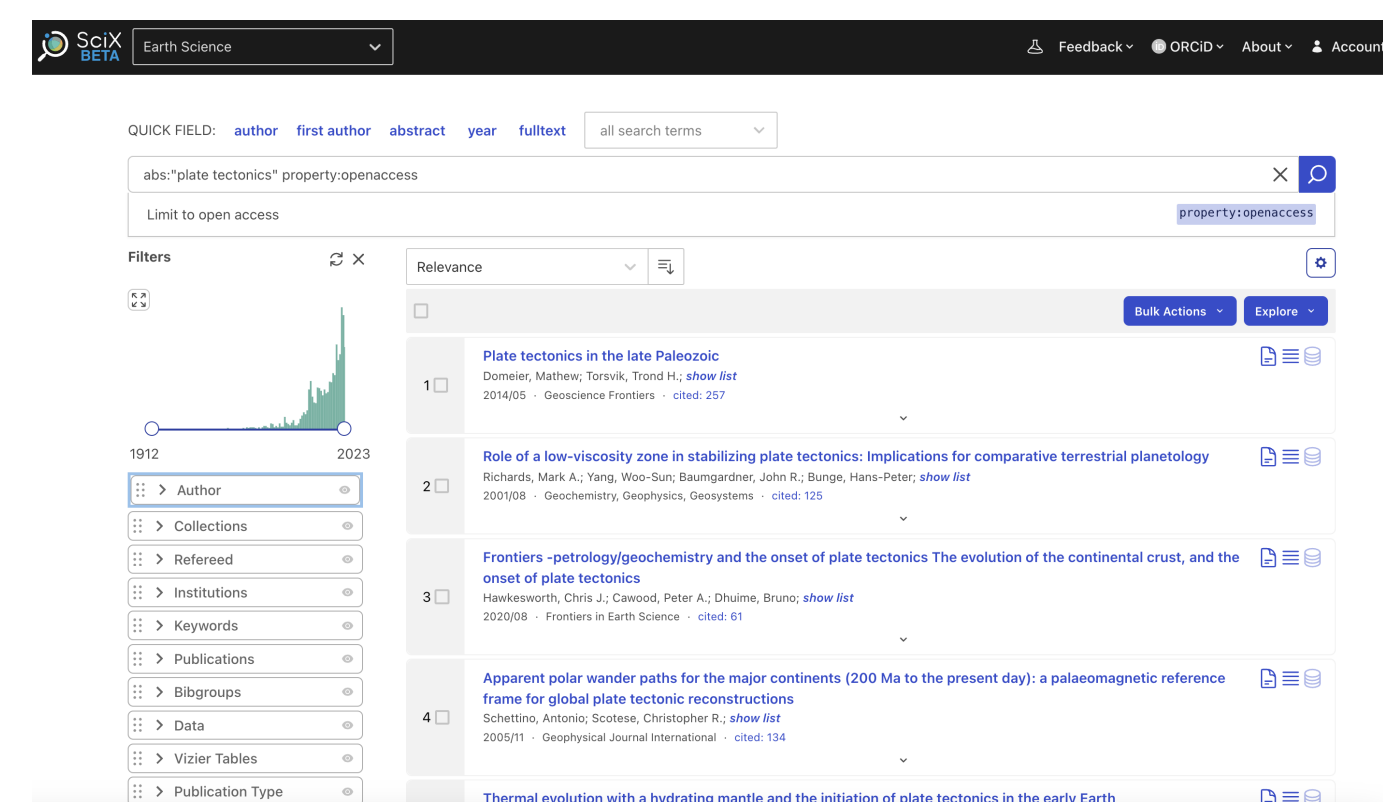 SciX
BETA
Earth Science
Feedback
iD ORCiD
About
Account
QUICK FIELD: author first author abstract year fulltext all search terms
abs:"plate tectonics" property:openaccess
Limit to open access property:openaccess
Filters
Relevance
Bulk Actions Explore
1912 2023
Author
Collections
Refereed
Institutions
Keywords
Publications
Bibgroups
Data
Vizier Tables
Publication Type
1
Plate tectonics in the late Paleozoic
Domeier, Mathew; Torsvik, Trond H.; show list
2014/05 · Geoscience Frontiers · cited: 257
2
Role of a low-viscosity zone in stabilizing plate tectonics: Implications for comparative terrestrial planetology
Richards, Mark A.; Yang, Woo-Sun; Baumgardner, John R.; Bunge, Hans-Peter; show list
2001/08 · Geochemistry, Geophysics, Geosystems · cited: 125
3
Frontiers -petrology/geochemistry and the onset of plate tectonics The evolution of the continental crust, and the
onset of plate tectonics
Hawkesworth, Chris J.; Cawood, Peter A.; Dhuime, Bruno; show list
2020/08 · Frontiers in Earth Science · cited: 61
4
Apparent polar wander paths for the major continents (200 Ma to the present day): a palaeomagnetic reference
frame for global plate tectonic reconstructions
Schettino, Antonio; Scotese, Christopher R.; show list
2005/11 · Geophysical Journal International · cited: 134
Thermal evolution with a hydrating mantle and the initiation of plate tectonics in the early Earth